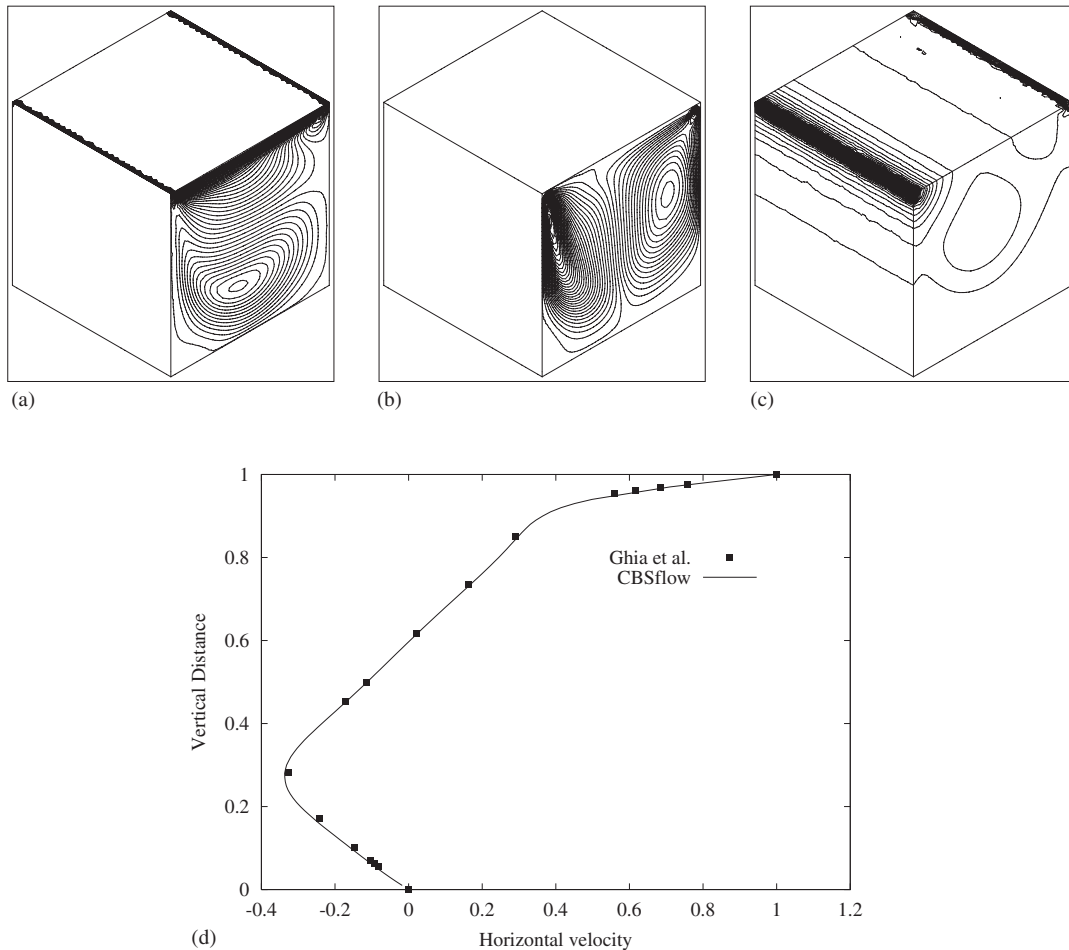 (a)
(b)
(c)
1
0.8
0.6
0.4
0.2
0
Vertical Distance
Ghia et al.
CBSflow
-0.4
-0.2
0
0.2
0.4
0.6
0.8
1
1.2
Horizontal velocity
(d)